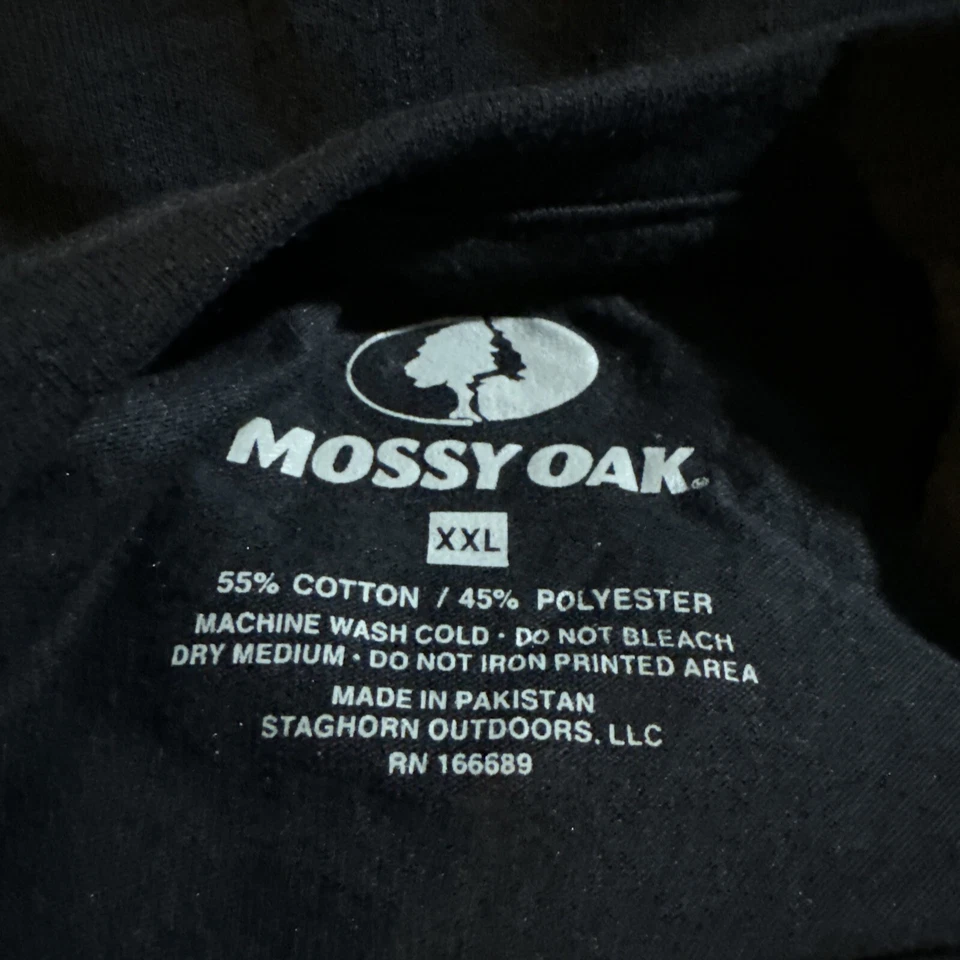 MOSSY OAK
XXL
55% COTTON / 45% POLYESTER
MACHINE WASH COLD · DO NOT BLEACH
DRY MEDIUM · DO NOT IRON PRINTED AREA
MADE IN PAKISTAN
STAGHORN OUTDOORS, LLC
RN 166689